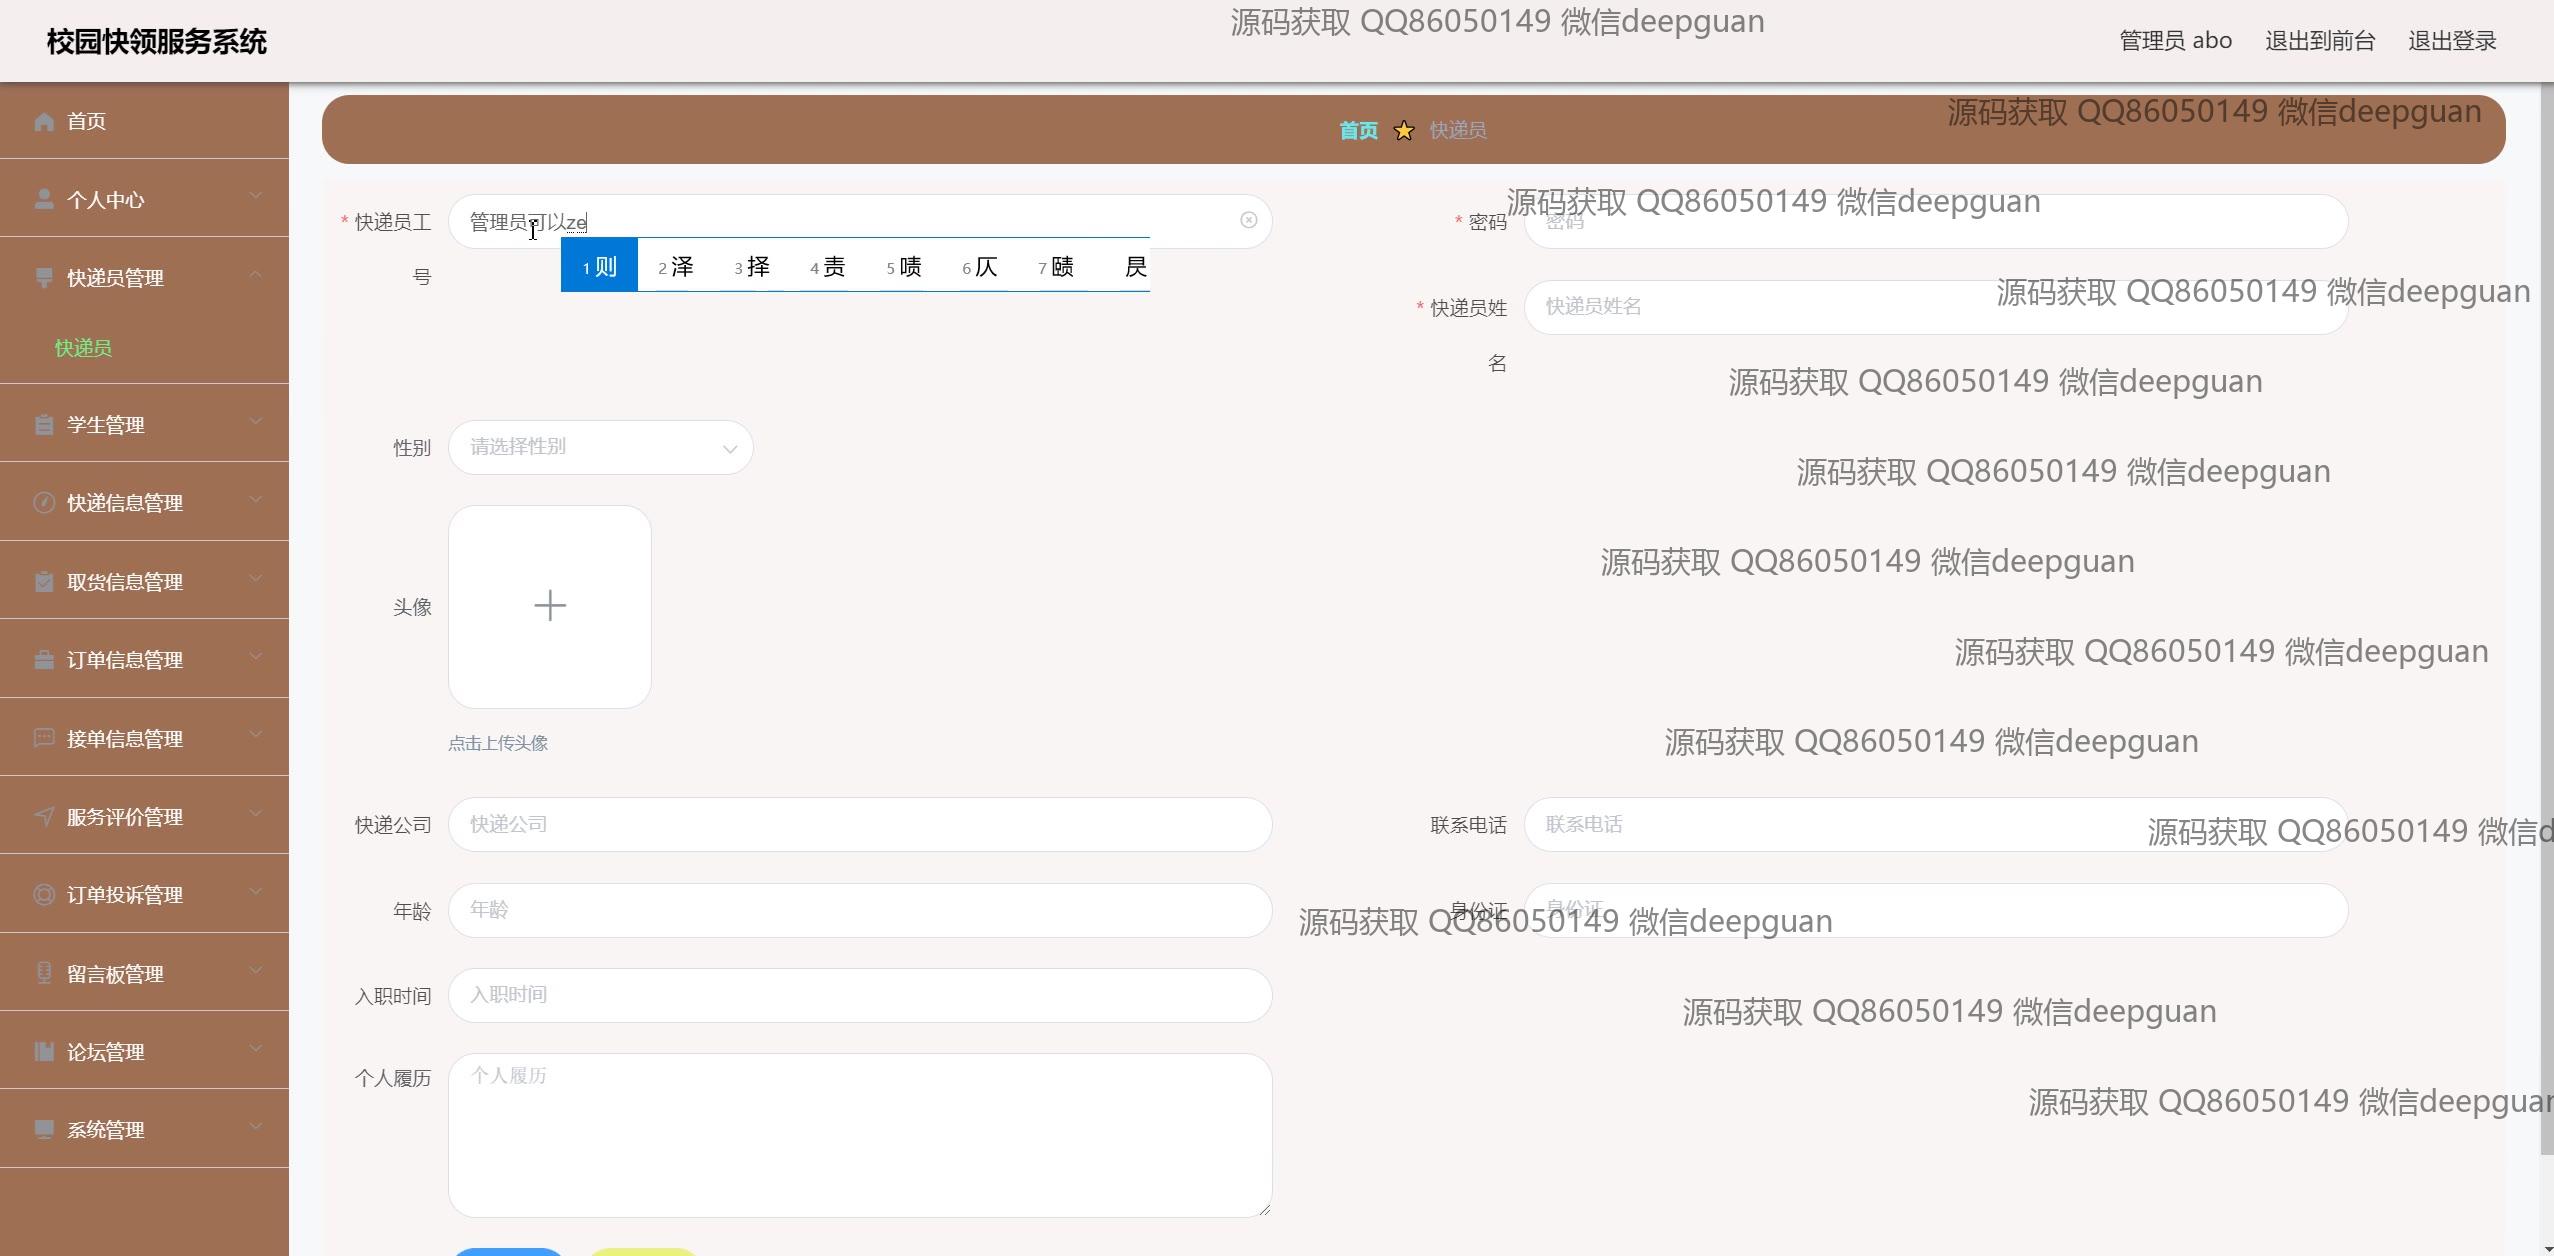 校园快领服务系统
源码获取 QQ86050149 微信deepguan
管理员 abo 退出到前台 退出登录
首页
个人中心
快递员管理
快递员
学生管理
快递信息管理
取货信息管理
订单信息管理
接单信息管理
服务评价管理
订单投诉管理
留言板管理
论坛管理
系统管理
首页 快递员
源码获取 QQ86050149 微信deepguan
* 快递员工号
管理员可以ze
1 则 2 泽 3 择 4 责 5 啧 6 仄 7 赜 昃
* 密码
密码
源码获取 QQ86050149 微信deepguan
* 快递员姓名
快递员姓名
源码获取 QQ86050149 微信deepguan
源码获取 QQ86050149 微信deepguan
性别
请选择性别
源码获取 QQ86050149 微信deepguan
源码获取 QQ86050149 微信deepguan
头像
点击上传头像
源码获取 QQ86050149 微信deepguan
源码获取 QQ86050149 微信deepguan
快递公司
快递公司
联系电话
联系电话
源码获取 QQ86050149 微信d
年龄
年龄
身份证
身份证
源码获取 QQ86050149 微信deepguan
入职时间
入职时间
源码获取 QQ86050149 微信deepguan
个人履历
个人履历
源码获取 QQ86050149 微信deepguan